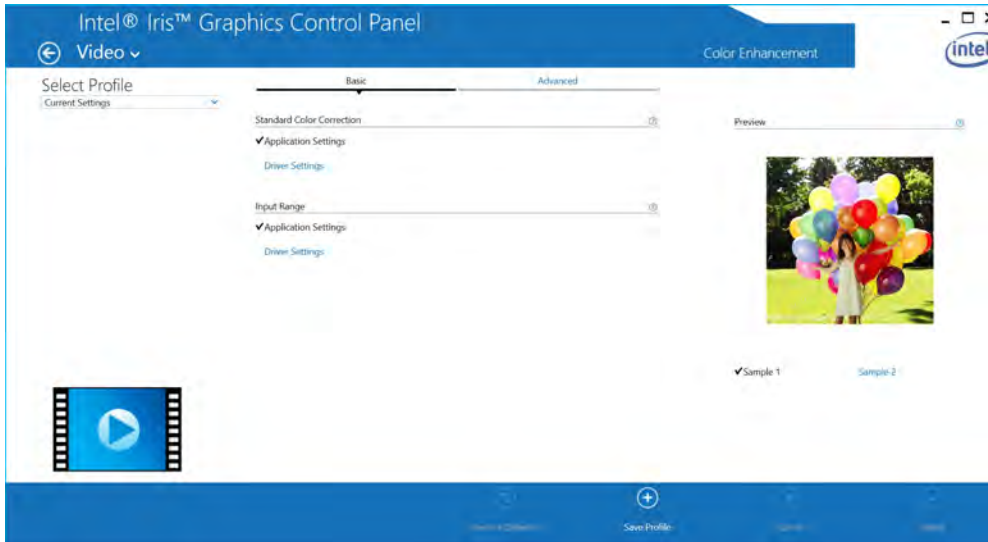 Intel® Iris™ Graphics Control Panel
Video
Color Enhancement
intel
Select Profile
Current Settings
Basic
Advanced
Standard Color Correction
✔Application Settings
Driver Settings
Input Range
✔Application Settings
Driver Settings
Preview
✔Sample 1
Sample 2
Save Profile